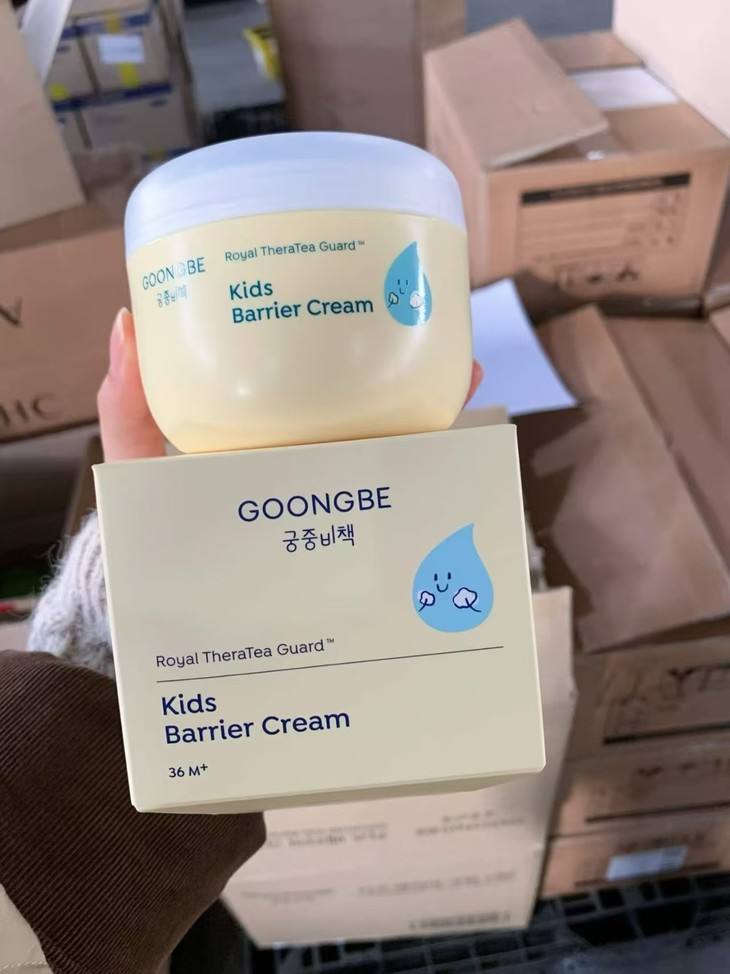 GOONGBE
궁중비책
Royal TheraTea Guard™
Kids
Barrier Cream
GOONGBE
궁중비책
Royal TheraTea Guard™
Kids
Barrier Cream
36 M+